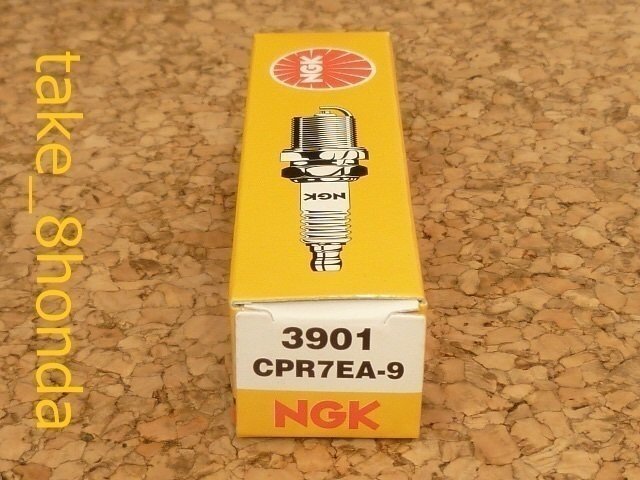 take_8honda
NGK
NGK
3901
CPR7EA-9
NGK